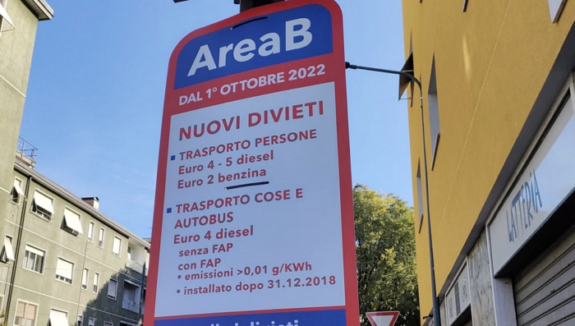 AreaB
DAL 1° OTTOBRE 2022
NUOVI DIVIETI
▪ TRASPORTO PERSONE
Euro 4 - 5 diesel
Euro 2 benzina
▪ TRASPORTO COSE E
AUTOBUS
Euro 4 diesel
senza FAP
con FAP
• emissioni >0,01 g/KWh
• installato dopo 31.12.2018
divieti
LATTERIA